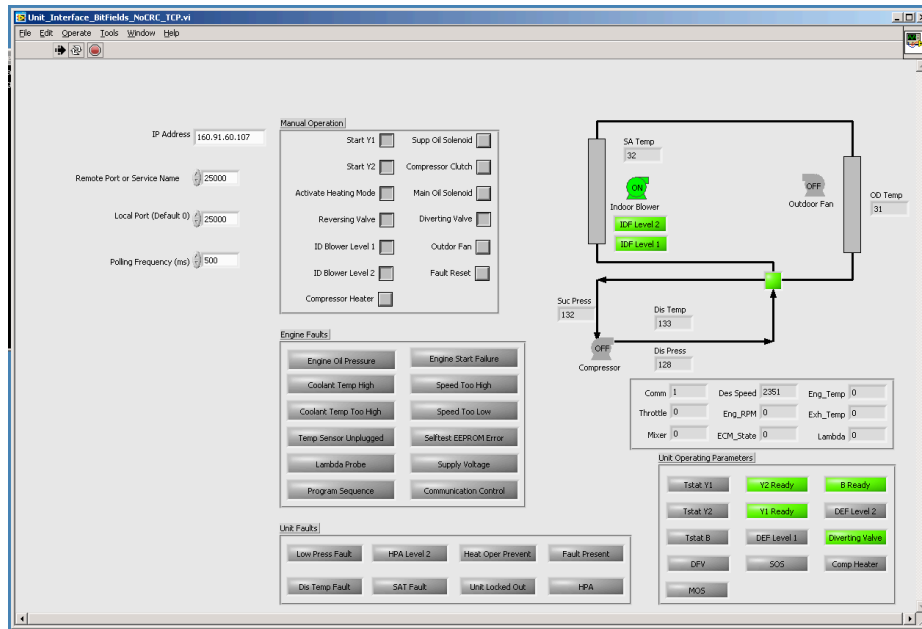 Unit_Interface_BitFields_NoCRC_TCP.vi
File Edit Operate Tools Window Help
IP Address 160.91.60.107
Remote Port or Service Name 25000
Local Port (Default 0) 25000
Polling Frequency (ms) 500
Manual Operation
Start Y1 Supp Oil Solenoid
Start Y2 Compressor Clutch
Activate Heating Mode Main Oil Solenoid
Reversing Valve Diverting Valve
ID Blower Level 1 Outdor Fan
ID Blower Level 2 Fault Reset
Compressor Heater
Engine Faults
Engine Oil Pressure Engine Start Failure
Coolant Temp High Speed Too High
Coolant Temp Too High Speed Too Low
Temp Sensor Unplugged Selftest EEPROM Error
Lambda Probe Supply Voltage
Program Sequence Communication Control
Unit Faults
Low Press Fault HPA Level 2 Heat Oper Prevent Fault Present
Dis Temp Fault SAT Fault Unit Locked Out HPA
SA Temp
32
ON
Indoor Blower
IDF Level 2
IDF Level 1
OFF
Outdoor Fan
OD Temp
31
Suc Press
132
Dis Temp
133
OFF
Compressor
Dis Press
128
Comm 1 Des Speed 2351 Eng_Temp 0
Throttle 0 Eng_RPM 0 Exh_Temp 0
Mixer 0 ECM_State 0 Lambda 0
Unit Operating Parameters
Tstat Y1 Y2 Ready B Ready
Tstat Y2 Y1 Ready DEF Level 2
Tstat B DEF Level 1 Diverting Valve
DFV SOS Comp Heater
MOS